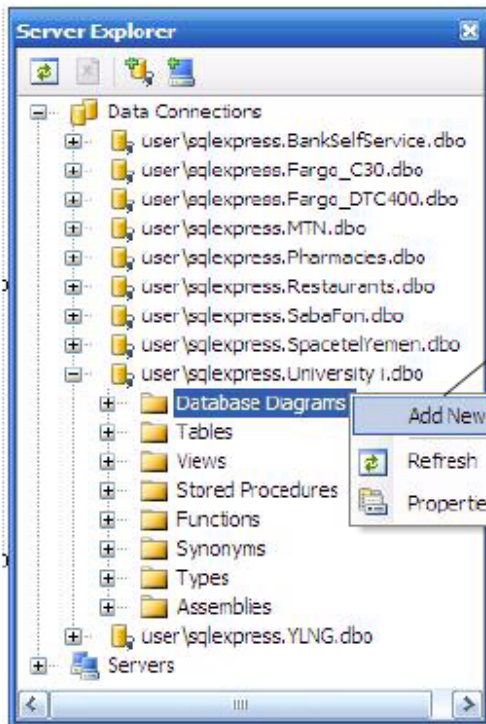 Server Explorer
Data Connections
user\sqlexpress.BankSelfService.dbo
user\sqlexpress.Fargo_C30.dbo
user\sqlexpress.Fargo_DTC400.dbo
user\sqlexpress.MTN.dbo
user\sqlexpress.Pharmacies.dbo
user\sqlexpress.Restaurants.dbo
user\sqlexpress.SabaFon.dbo
user\sqlexpress.SpacetelYemen.dbo
user\sqlexpress.University1.dbo
Database Diagrams
Add New
Tables
Views
Refresh
Stored Procedures
Propertie
Functions
Synonyms
Types
Assemblies
user\sqlexpress.YLNG.dbo
Servers